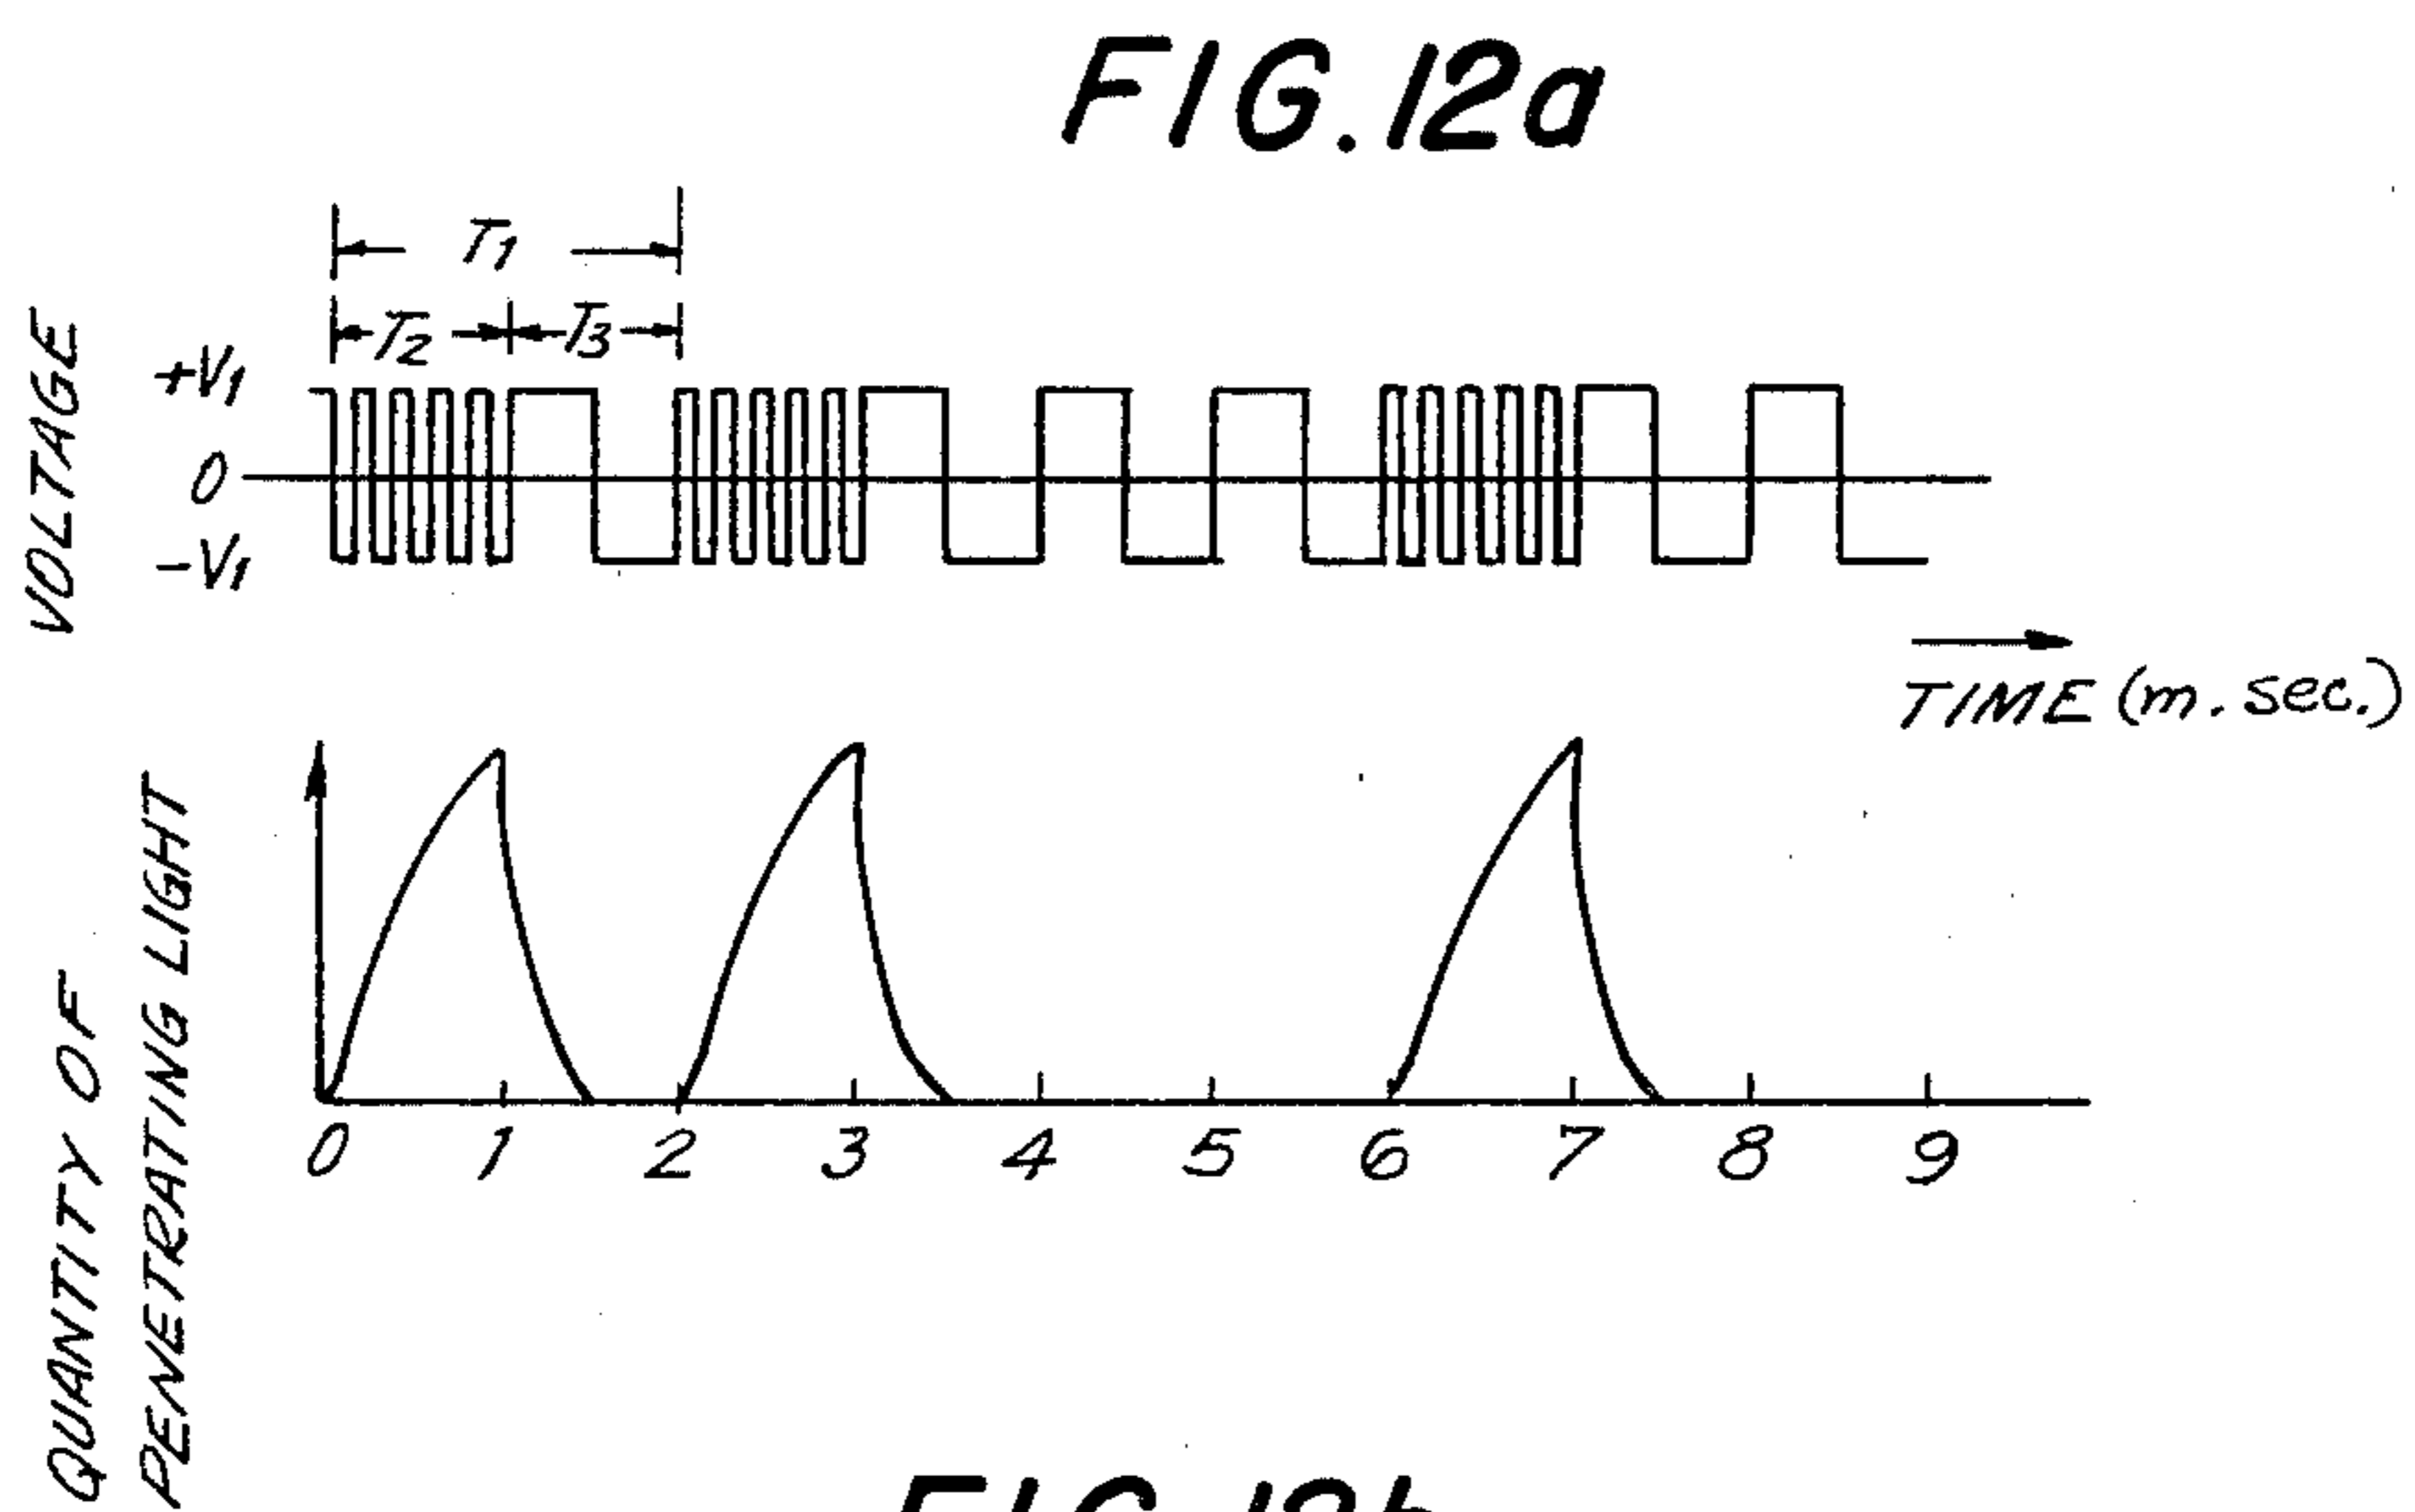 FIG.12a
T1
T2 T3
VOLTAGE
+V1
0
-V1
TIME (m. sec.)
QUANTITY OF
PENETRATING LIGHT
0 1 2 3 4 5 6 7 8 9